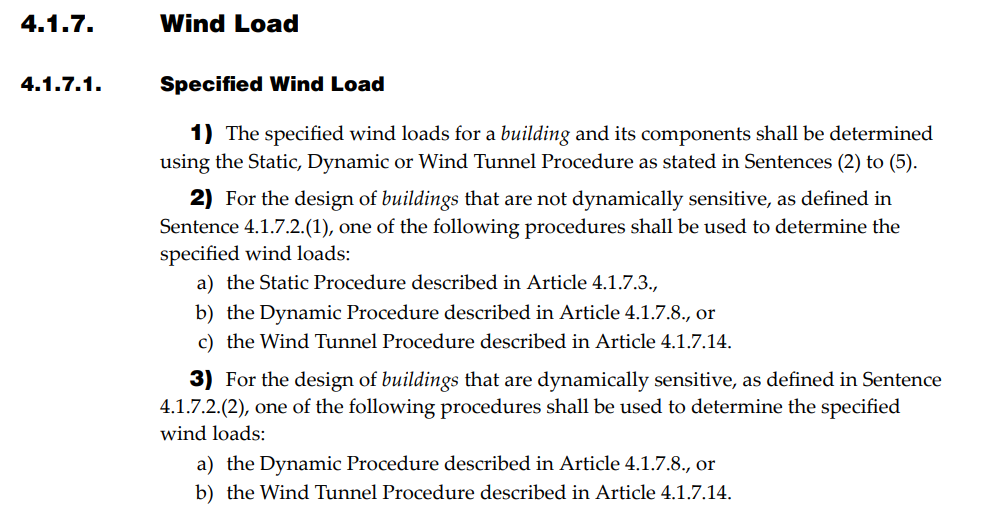 4.1.7. Wind Load
4.1.7.1. Specified Wind Load
1) The specified wind loads for a building and its components shall be determined
using the Static, Dynamic or Wind Tunnel Procedure as stated in Sentences (2) to (5).
2) For the design of buildings that are not dynamically sensitive, as defined in
Sentence 4.1.7.2.(1), one of the following procedures shall be used to determine the
specified wind loads:
a) the Static Procedure described in Article 4.1.7.3.,
b) the Dynamic Procedure described in Article 4.1.7.8., or
c) the Wind Tunnel Procedure described in Article 4.1.7.14.
3) For the design of buildings that are dynamically sensitive, as defined in Sentence
4.1.7.2.(2), one of the following procedures shall be used to determine the specified
wind loads:
a) the Dynamic Procedure described in Article 4.1.7.8., or
b) the Wind Tunnel Procedure described in Article 4.1.7.14.